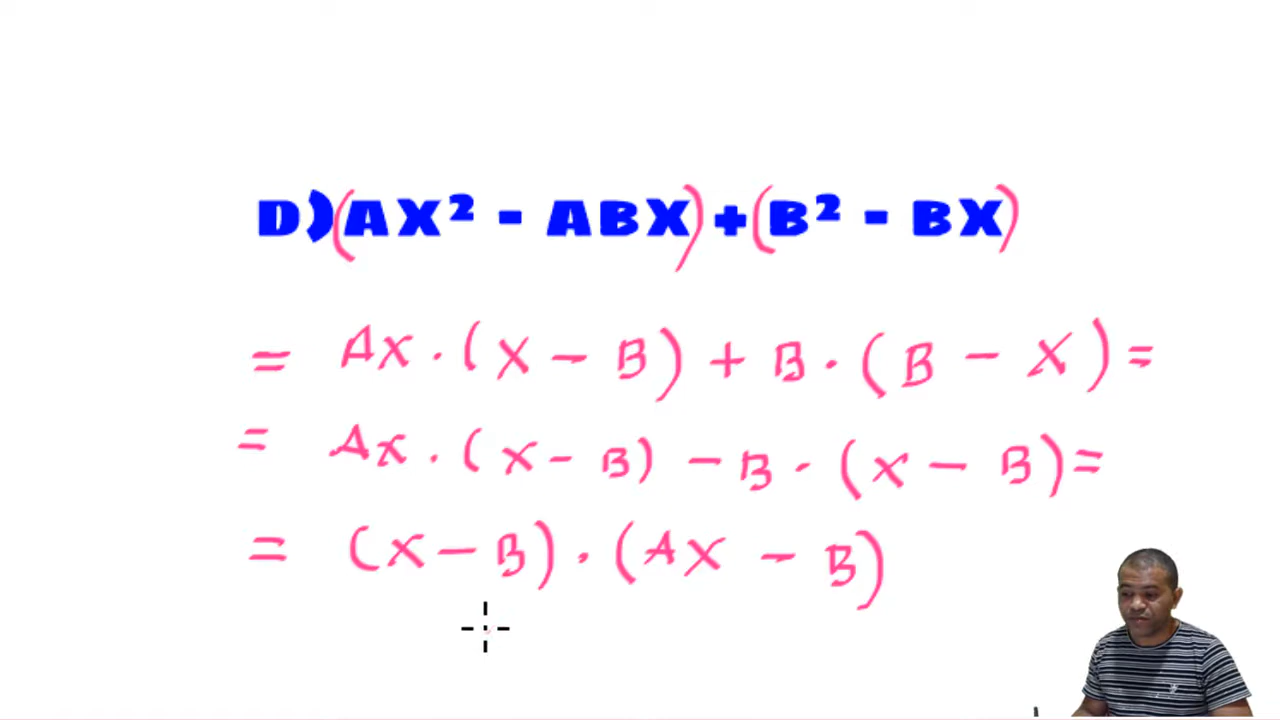 D) (AX² - ABX) + (B² - BX)
= AX · (X - B) + B · (B - X) =
= AX · (X - B) - B · (X - B) =
= (X - B) · (AX - B)